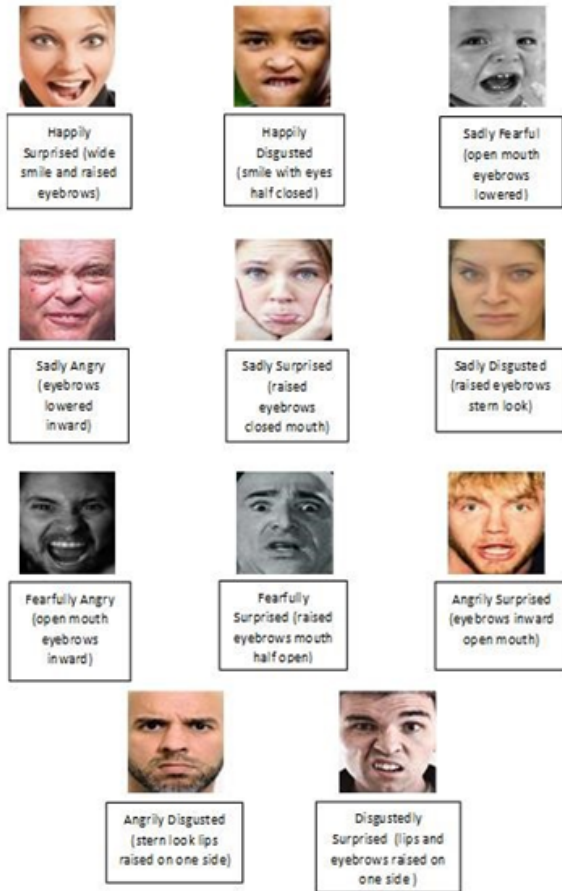 Happily
Surprised (wide
smile and raised
eyebrows)
Happily
Disgusted
(smile with eyes
half closed)
Sadly Fearful
(open mouth
eyebrows
lowered)
Sadly Angry
(eyebrows
lowered
inward)
Sadly Surprised
(raised
eyebrows
closed mouth)
Sadly Disgusted
(raised eyebrows
stern look)
Fearfully Angry
(open mouth
eyebrows
inward)
Fearfully
Surprised (raised
eyebrows mouth
half open)
Angrily Surprised
(eyebrows inward
open mouth)
Angrily Disgusted
(stern look lips
raised on one side)
Disgustedly
Surprised (lips and
eyebrows raised on
one side )